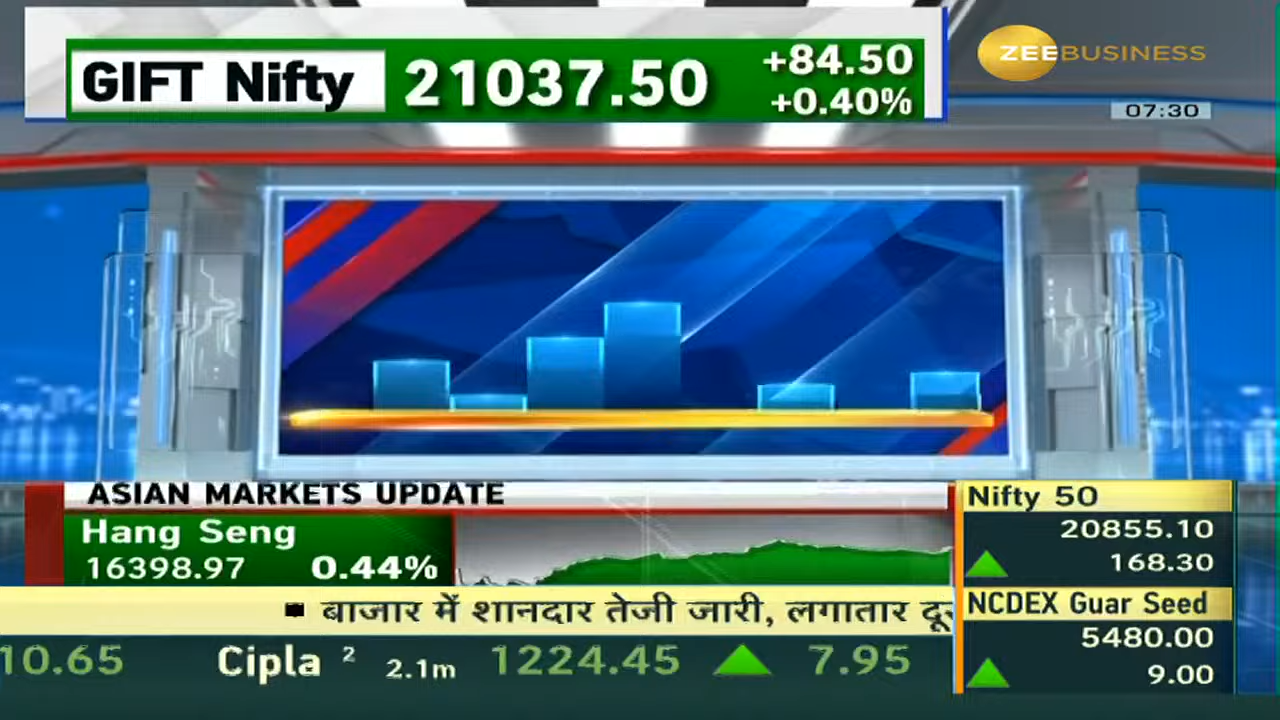 GIFT Nifty 21037.50 +84.50
+0.40%
ZEEBUSINESS
07:30
ASIAN MARKETS UPDATE
Hang Seng
16398.97 0.44%
Nifty 50
20855.10
168.30
NCDEX Guar Seed
5480.00
9.00
बाजार में शानदार तेजी जारी, लगातार
10.65 Cipla 2 2.1m 1224.45 7.95